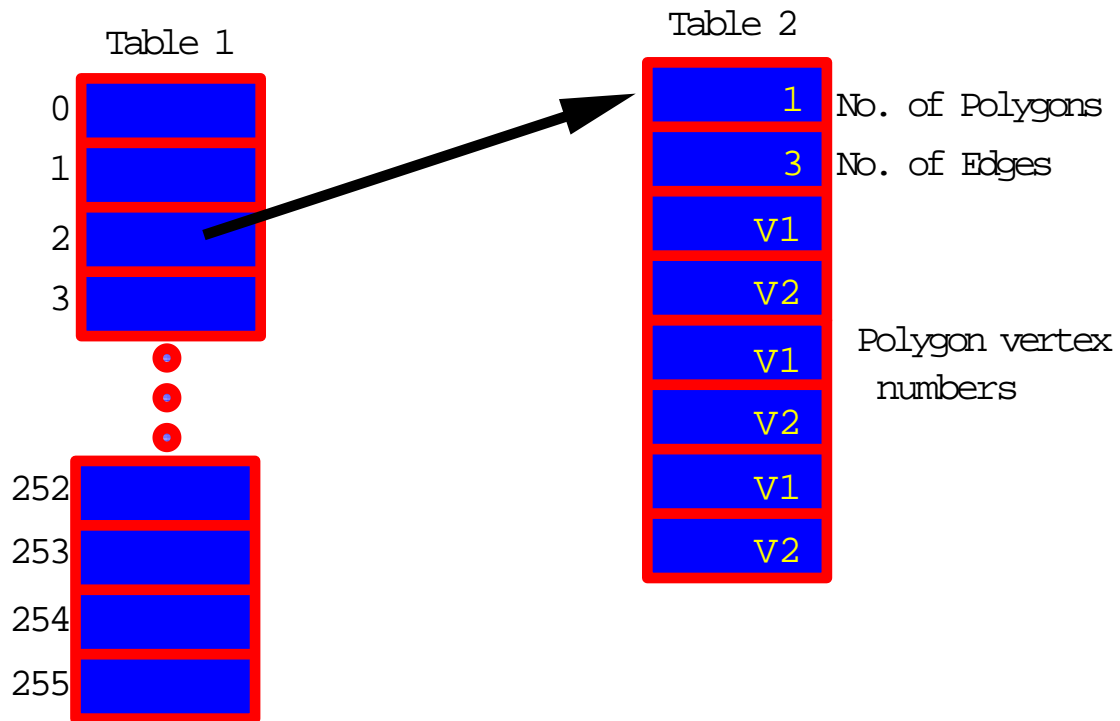 Table 1
0
1
2
3
252
253
254
255
Table 2
1 No. of Polygons
3 No. of Edges
V1
V2
V1
V2
V1
V2
Polygon vertex
numbers